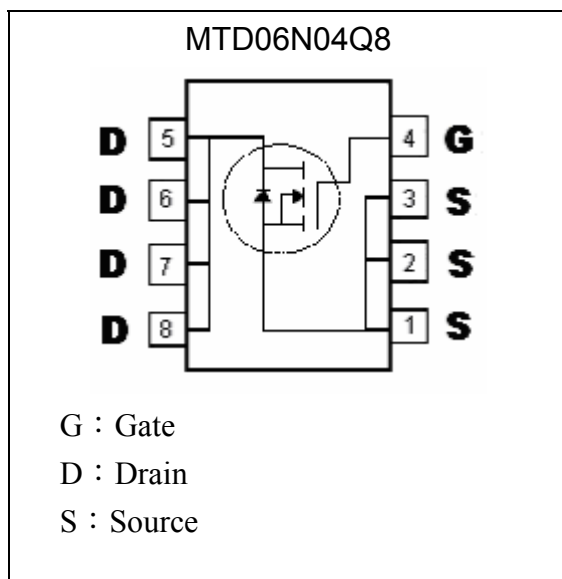 MTD06N04Q8
D 5 4 G
D 6 3 S
D 7 2 S
D 8 1 S
G：Gate
D：Drain
S：Source